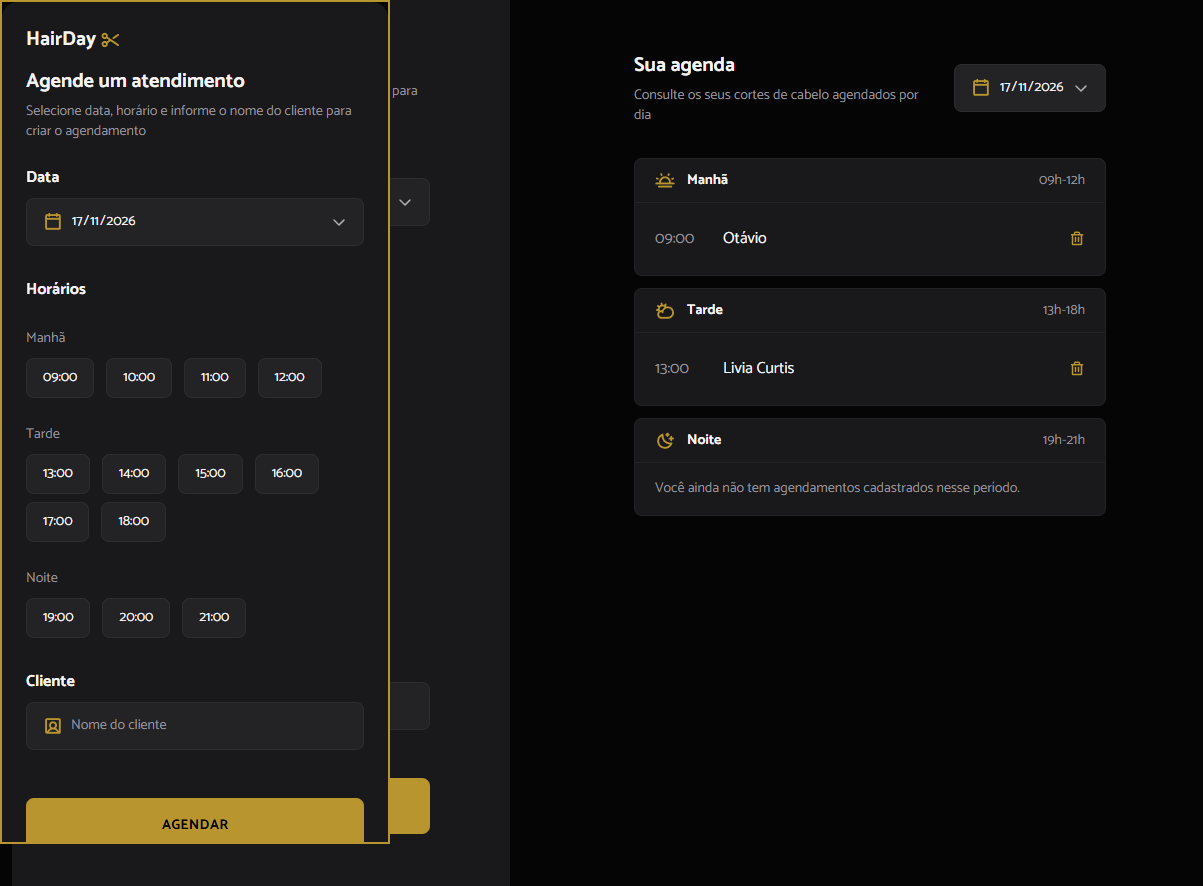 HairDay
Agende um atendimento
Selecione data, horário e informe o nome do cliente para
criar o agendamento
Data
17/11/2026
Horários
Manhã
09:00 10:00 11:00 12:00
Tarde
13:00 14:00 15:00 16:00
17:00 18:00
Noite
19:00 20:00 21:00
Cliente
Nome do cliente
AGENDAR
para
Sua agenda
Consulte os seus cortes de cabelo agendados por
dia
17/11/2026
Manhã 09h-12h
09:00 Otávio
Tarde 13h-18h
13:00 Livia Curtis
Noite 19h-21h
Você ainda não tem agendamentos cadastrados nesse período.